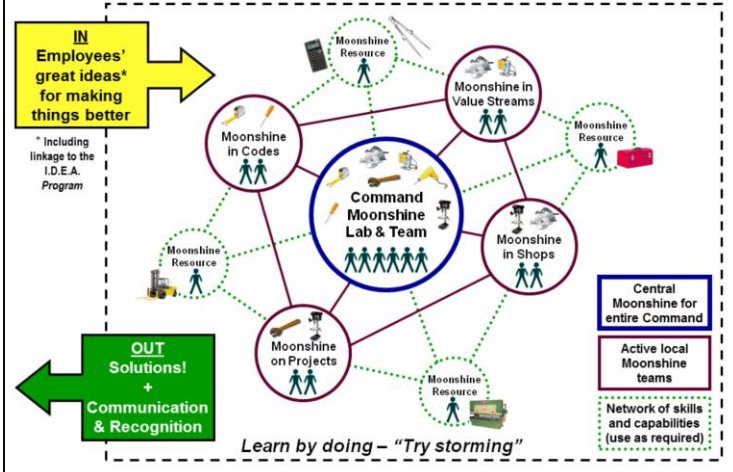 IN
Employees'
great ideas*
for making
things better
* Including
linkage to the
I.D.E.A.
Program
OUT
Solutions!
+
Communication
& Recognition
Moonshine
Resource
Moonshine in
Value Streams
Moonshine
in Codes
Moonshine
Resource
Command
Moonshine
Lab & Team
Moonshine
in Shops
Moonshine
Resource
Moonshine
on Projects
Moonshine
Resource
Central
Moonshine for
entire Command
Active local
Moonshine
teams
Network of skills
and capabilities
(use as required)
Learn by doing – "Try storming"